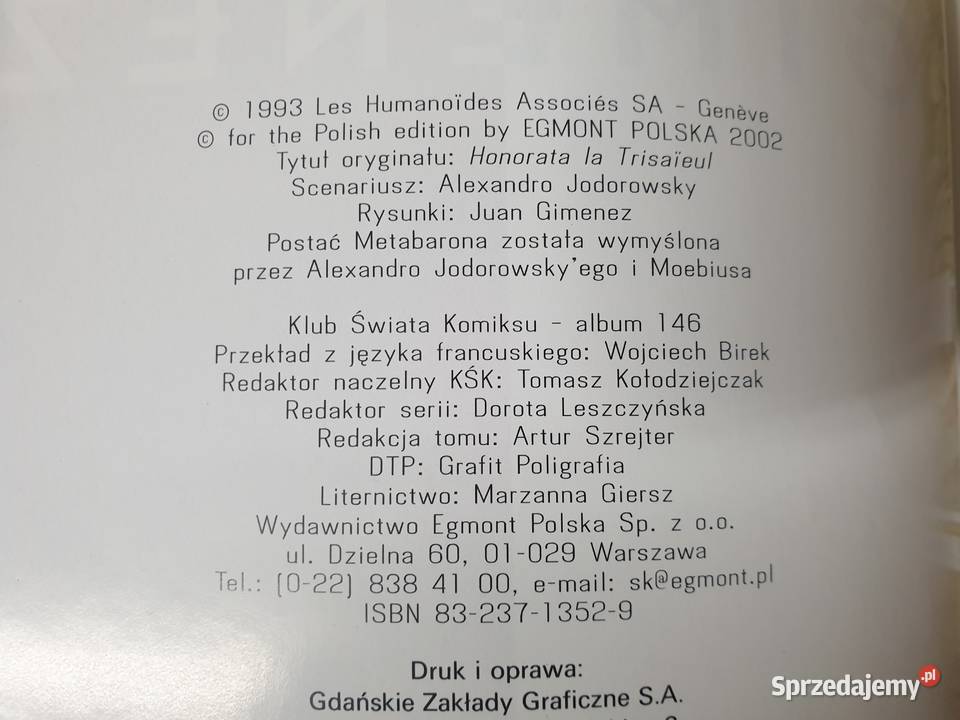 © 1993 Les Humanoïdes Associés SA - Genève
© for the Polish edition by EGMONT POLSKA 2002
Tytuł oryginału: Honorata la Trisaïeul
Scenariusz: Alexandro Jodorowsky
Rysunki: Juan Gimenez
Postać Metabarona została wymyślona
przez Alexandro Jodorowsky'ego i Moebiusa
Klub Świata Komiksu - album 146
Przekład z języka francuskiego: Wojciech Birek
Redaktor naczelny KŚK: Tomasz Kołodziejczak
Redaktor serii: Dorota Leszczyńska
Redakcja tomu: Artur Szrejter
DTP: Grafit Poligrafia
Liternictwo: Marzanna Giersz
Wydawnictwo Egmont Polska Sp. z o.o.
ul. Dzielna 60, 01-029 Warszawa
Tel.: (0-22) 838 41 00, e-mail: sk@egmont.pl
ISBN 83-237-1352-9
Druk i oprawa:
Gdańskie Zakłady Graficzne S.A.
Sprzedajemy.pl